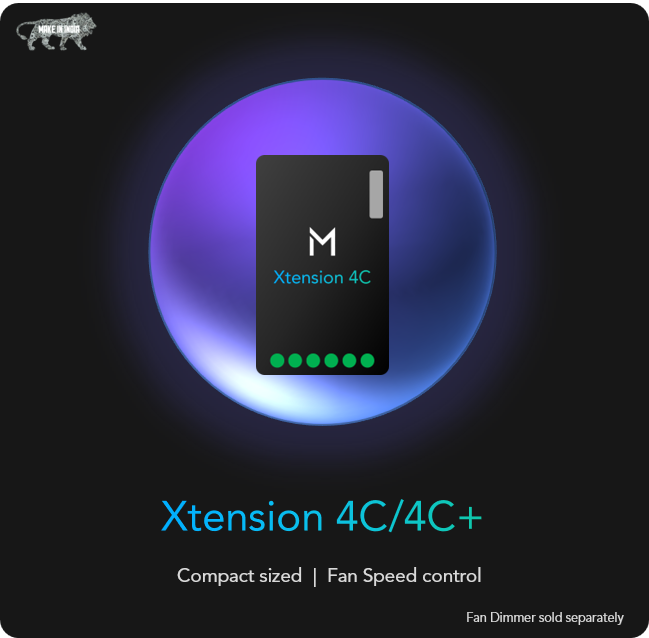 MAKE IN INDIA
M
Xtension 4C
Xtension 4C/4C+
Compact sized | Fan Speed control
Fan Dimmer sold separately